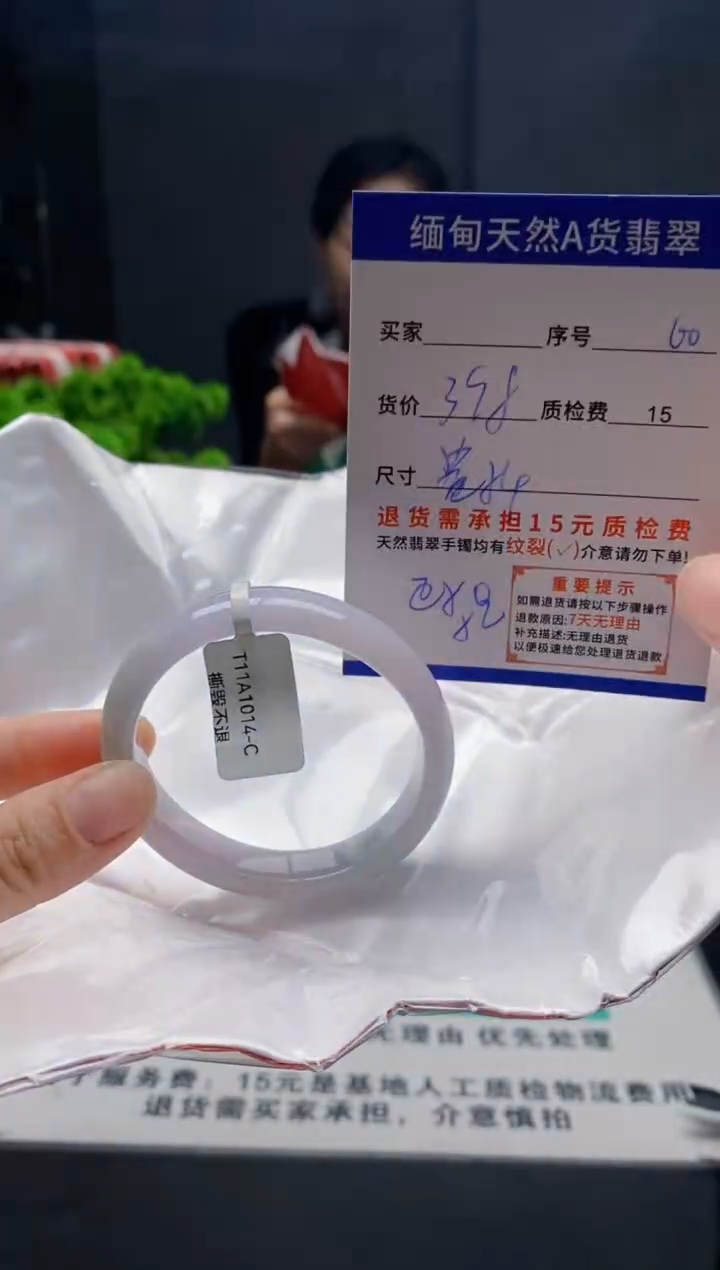 缅甸天然A货翡翠
买家 序号 60
货价 398 质检费 15
尺寸
退货需承担15元质检费
天然翡翠手镯均有纹裂(✓)介意请勿下单!
重要提示
如需退货请按以下步骤操作
退款原因:7天无理由
补充描述:无理由退货
以便极速给您处理退货退款
T11A1014-C
撕毁不退
理由 优先处理
服务费：15元是基地人工质检物流费用
退货需买家承担，介意慎拍